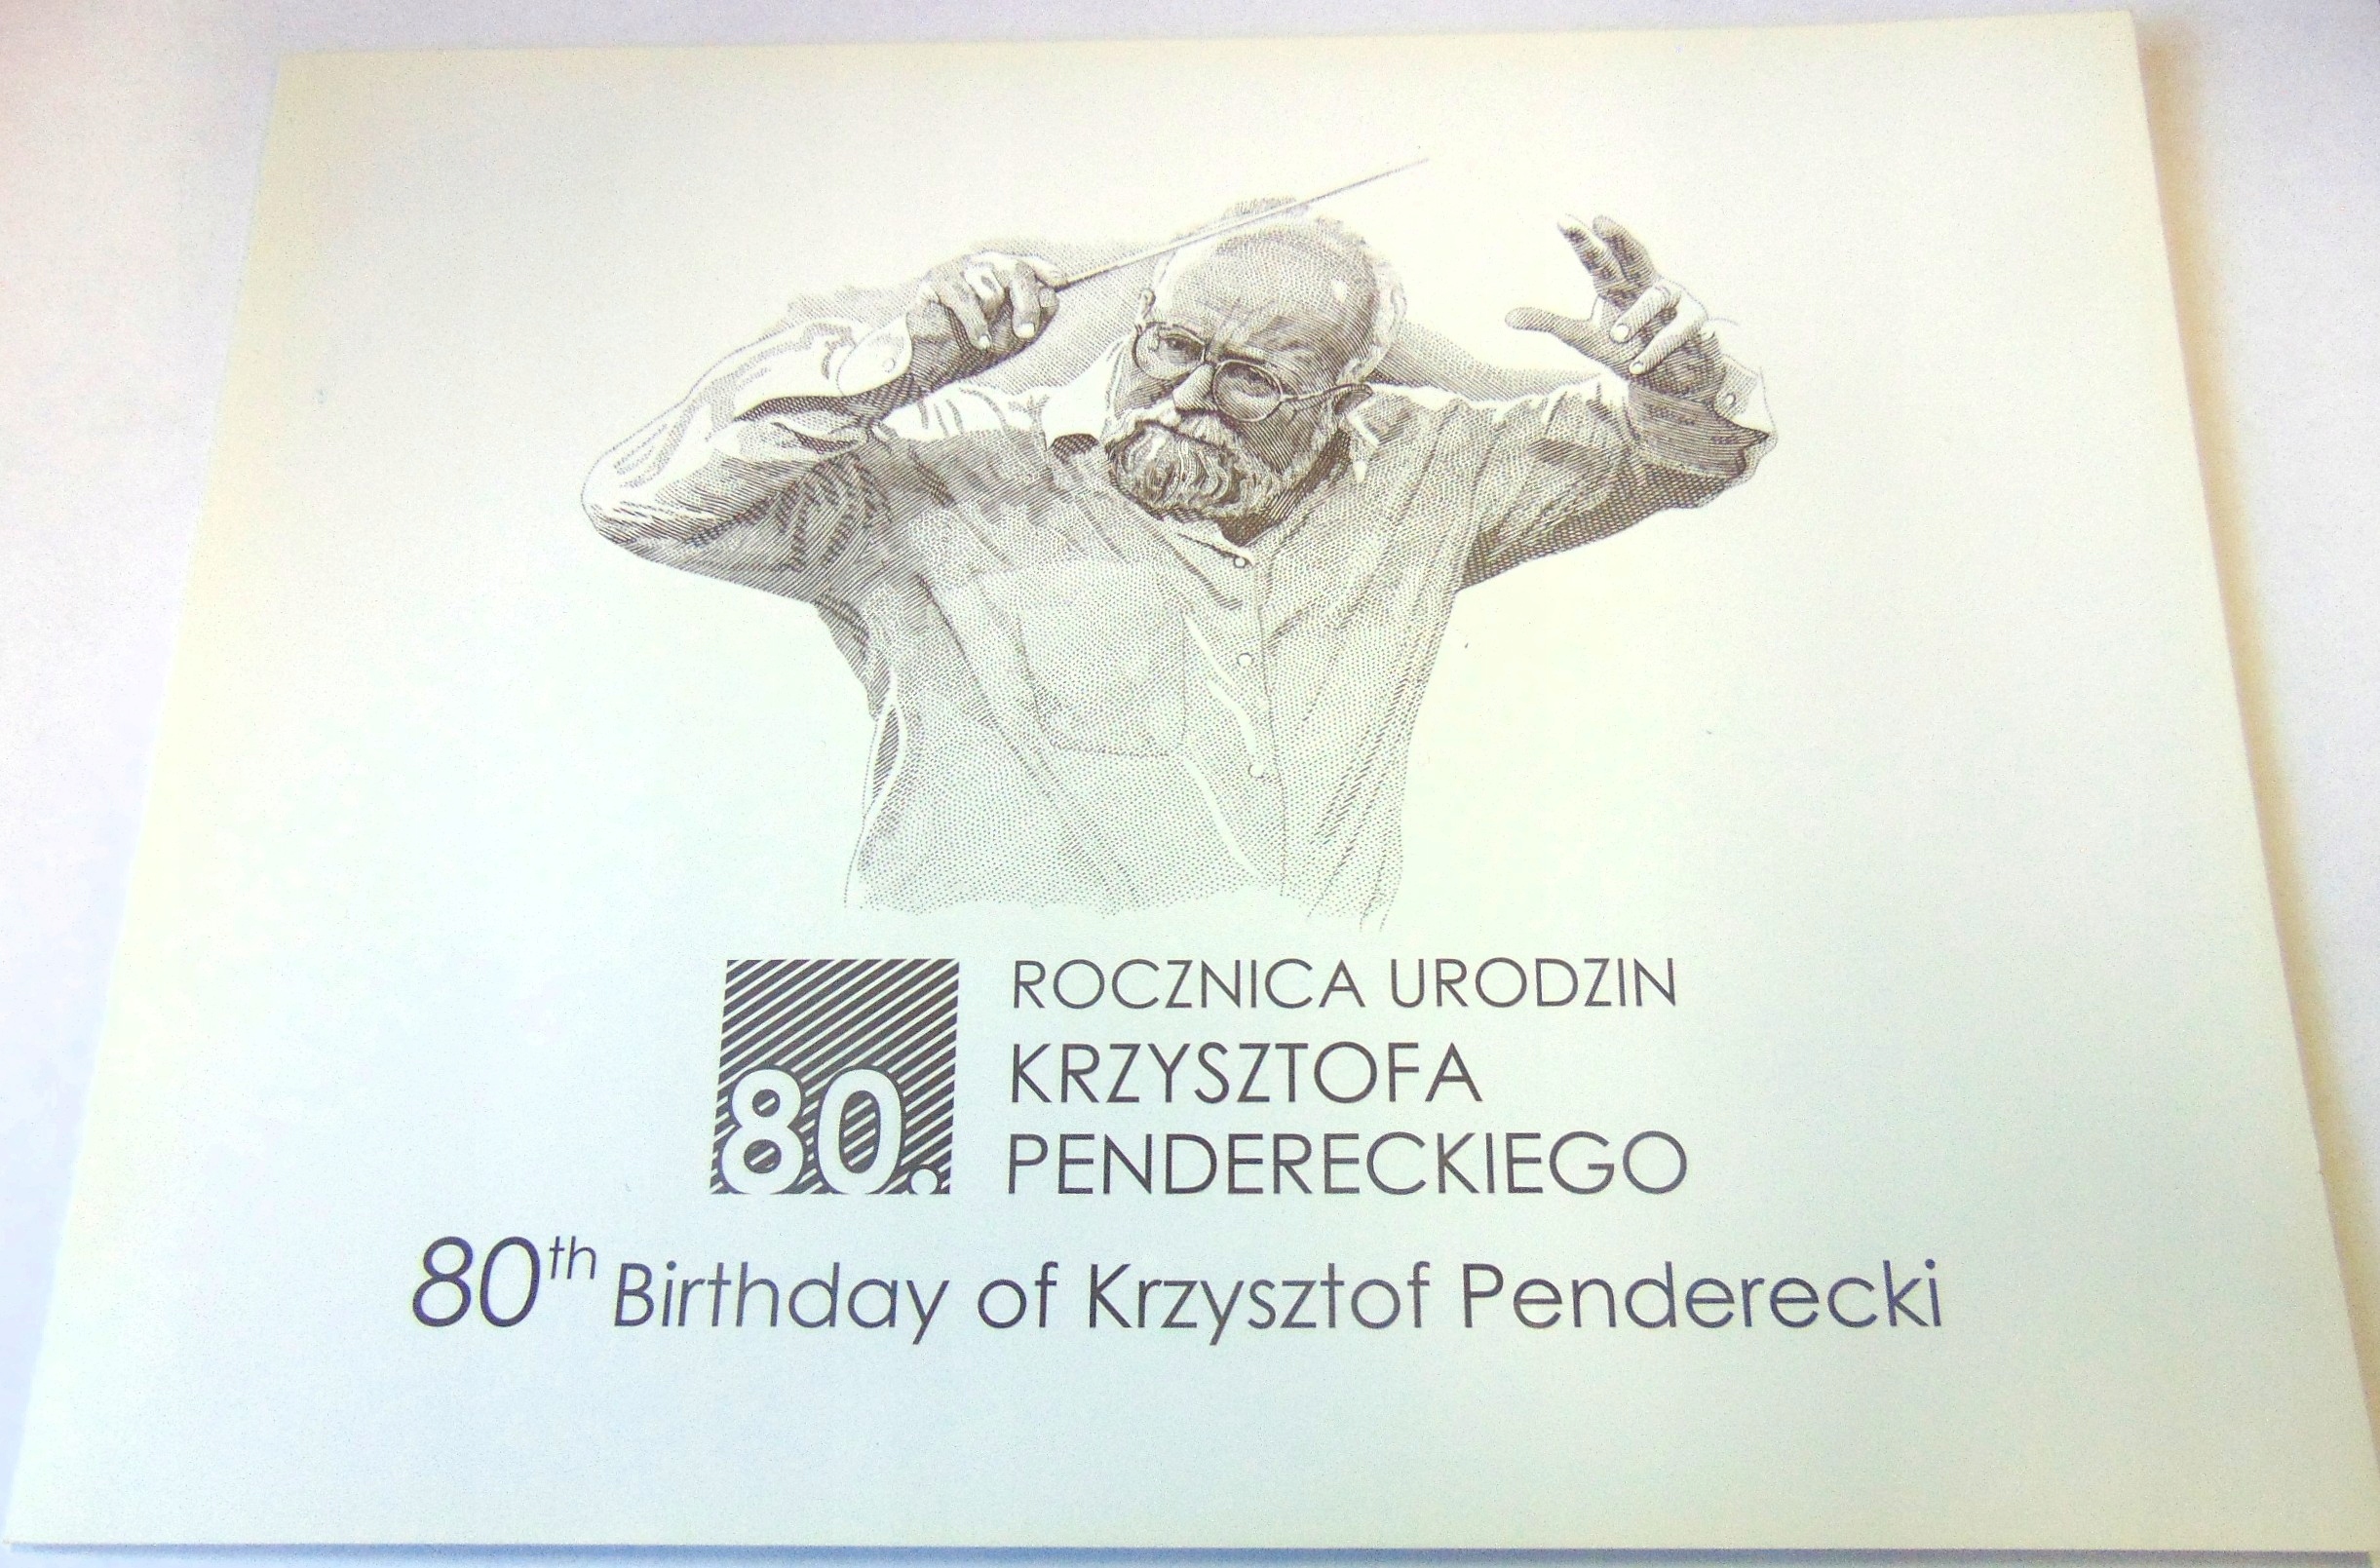 80.
ROCZNICA URODZIN
KRZYSZTOFA
PENDERECKIEGO
80th Birthday of Krzysztof Penderecki